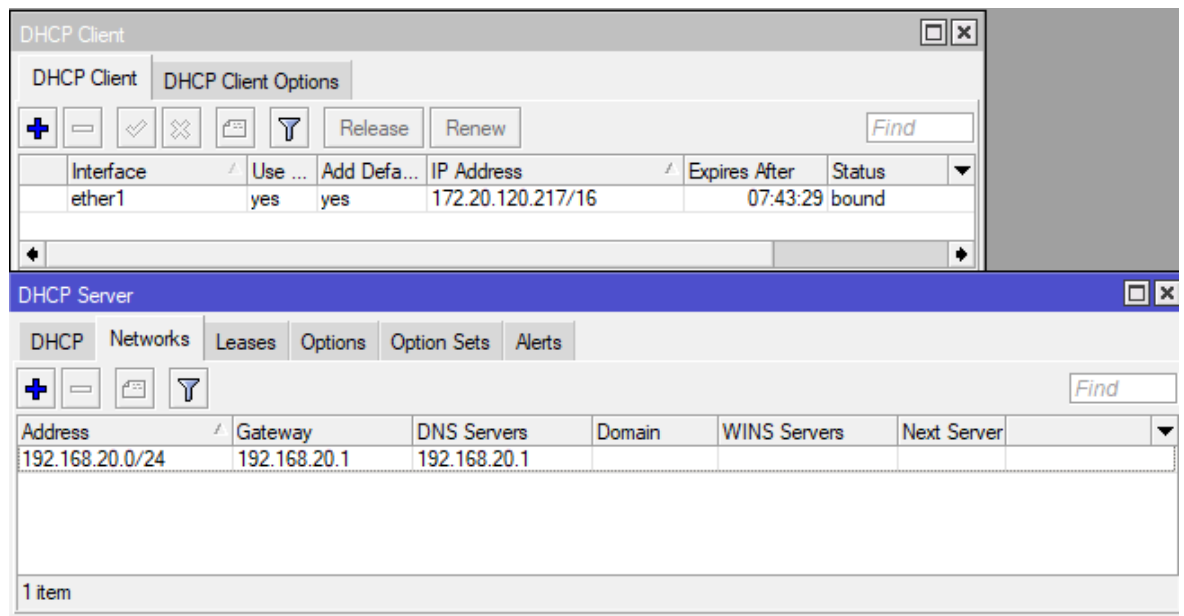 DHCP Client
DHCP Client DHCP Client Options
Release Renew Find
Interface Use ... Add Defa... IP Address Expires After Status
ether1 yes yes 172.20.120.217/16 07:43:29 bound
DHCP Server
DHCP Networks Leases Options Option Sets Alerts
Find
Address Gateway DNS Servers Domain WINS Servers Next Server
192.168.20.0/24 192.168.20.1 192.168.20.1
1 item